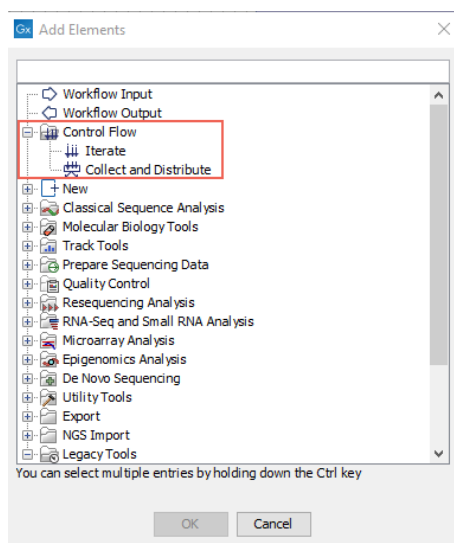 Gx Add Elements
Workflow Input
Workflow Output
Control Flow
Iterate
Collect and Distribute
New
Classical Sequence Analysis
Molecular Biology Tools
Track Tools
Prepare Sequencing Data
Quality Control
Resequencing Analysis
RNA-Seq and Small RNA Analysis
Microarray Analysis
Epigenomics Analysis
De Novo Sequencing
Utility Tools
Export
NGS Import
Legacy Tools
You can select multiple entries by holding down the Ctrl key
OK Cancel